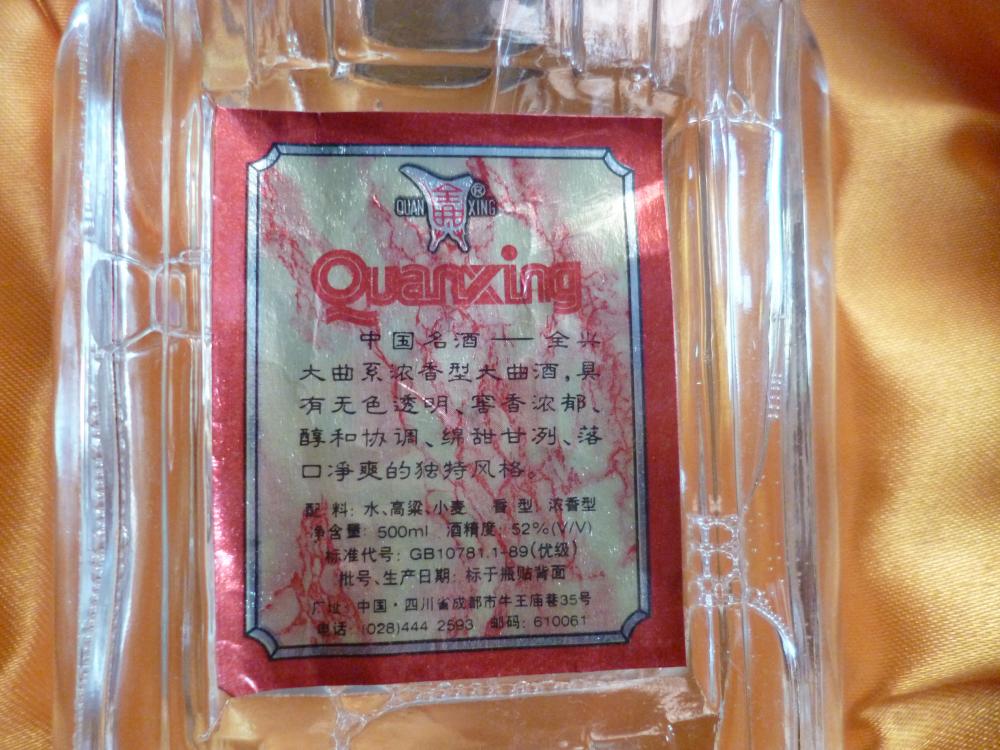 QUAN 全興 ® XING
Quanxing
中国名酒 — 全兴
大曲系浓香型大曲酒,具
有无色透明、窖香浓郁、
醇和协调、绵甜甘冽、落
口净爽的独特风格。
配料: 水、高粱、小麦 香型: 浓香型
净含量: 500ml 酒精度: 52%(V/V)
标准代号: GB10781.1-89(优级)
批号、生产日期: 标于瓶贴背面
厂址: 中国·四川省成都市牛王庙巷35号
电话: (028)444 2593 邮码: 610061